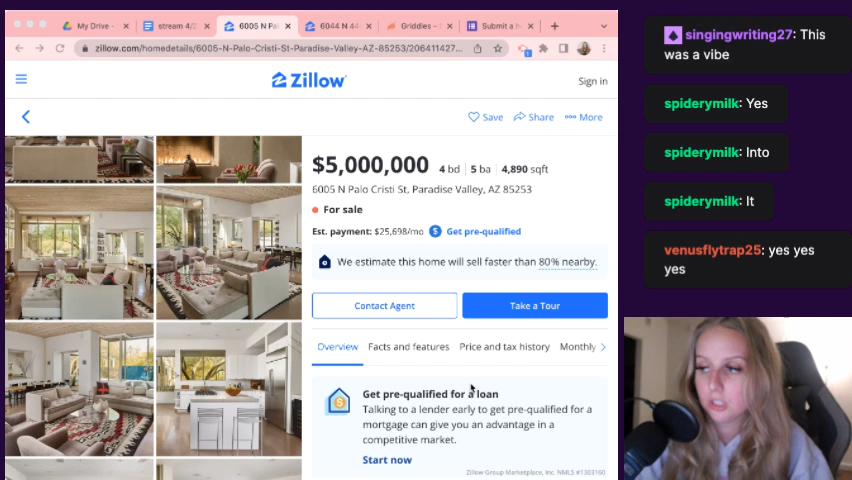 My Drive -
stream 4/2
6005 N Pal
6044 N 44
Griddles – S
Submit a h
zillow.com/homedetails/6005-N-Palo-Cristi-St-Paradise-Valley-AZ-85253/206411427...
Zillow
Sign in
Save
Share
More
$5,000,000 4 bd 5 ba 4,890 sqft
6005 N Palo Cristi St, Paradise Valley, AZ 85253
For sale
Est. payment: $25,698/mo Get pre-qualified
We estimate this home will sell faster than 80% nearby.
Contact Agent
Take a Tour
Overview Facts and features Price and tax history Monthly
Get pre-qualified for a loan
Talking to a lender early to get pre-qualified for a
mortgage can give you an advantage in a
competitive market.
Start now
Zillow Group Marketplace, Inc. NMLS #1303160
singingwriting27: This
was a vibe
spiderymilk: Yes
spiderymilk: Into
spiderymilk: It
venusflytrap25: yes yes
yes